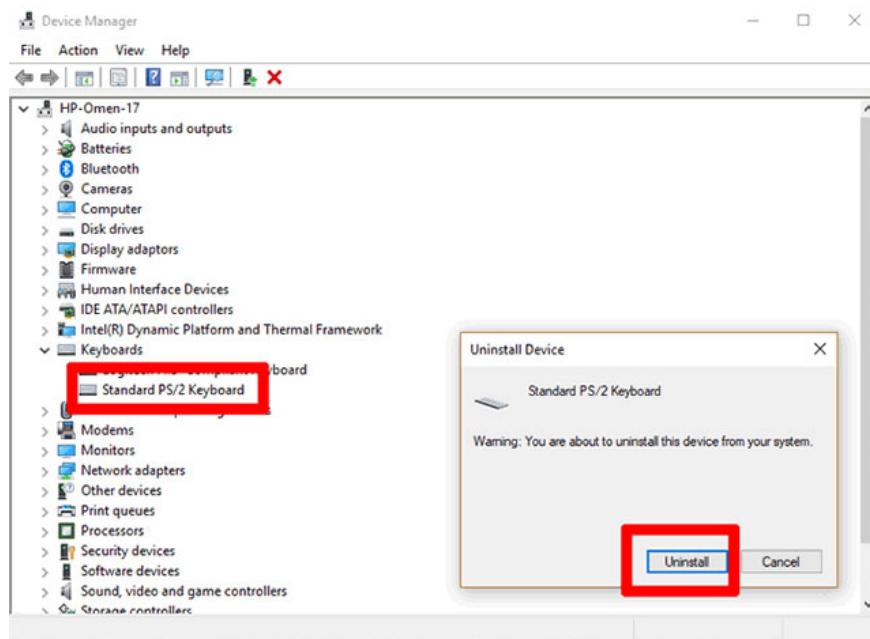 Device Manager
File Action View Help
HP-Omen-17
Audio inputs and outputs
Batteries
Bluetooth
Cameras
Computer
Disk drives
Display adaptors
Firmware
Human Interface Devices
IDE ATA/ATAPI controllers
Intel(R) Dynamic Platform and Thermal Framework
Keyboards
Standard PS/2 Keyboard
Modems
Monitors
Network adapters
Other devices
Print queues
Processors
Security devices
Software devices
Sound, video and game controllers
Storage controllers
Uninstall Device
Standard PS/2 Keyboard
Warning: You are about to uninstall this device from your system.
Uninstall Cancel